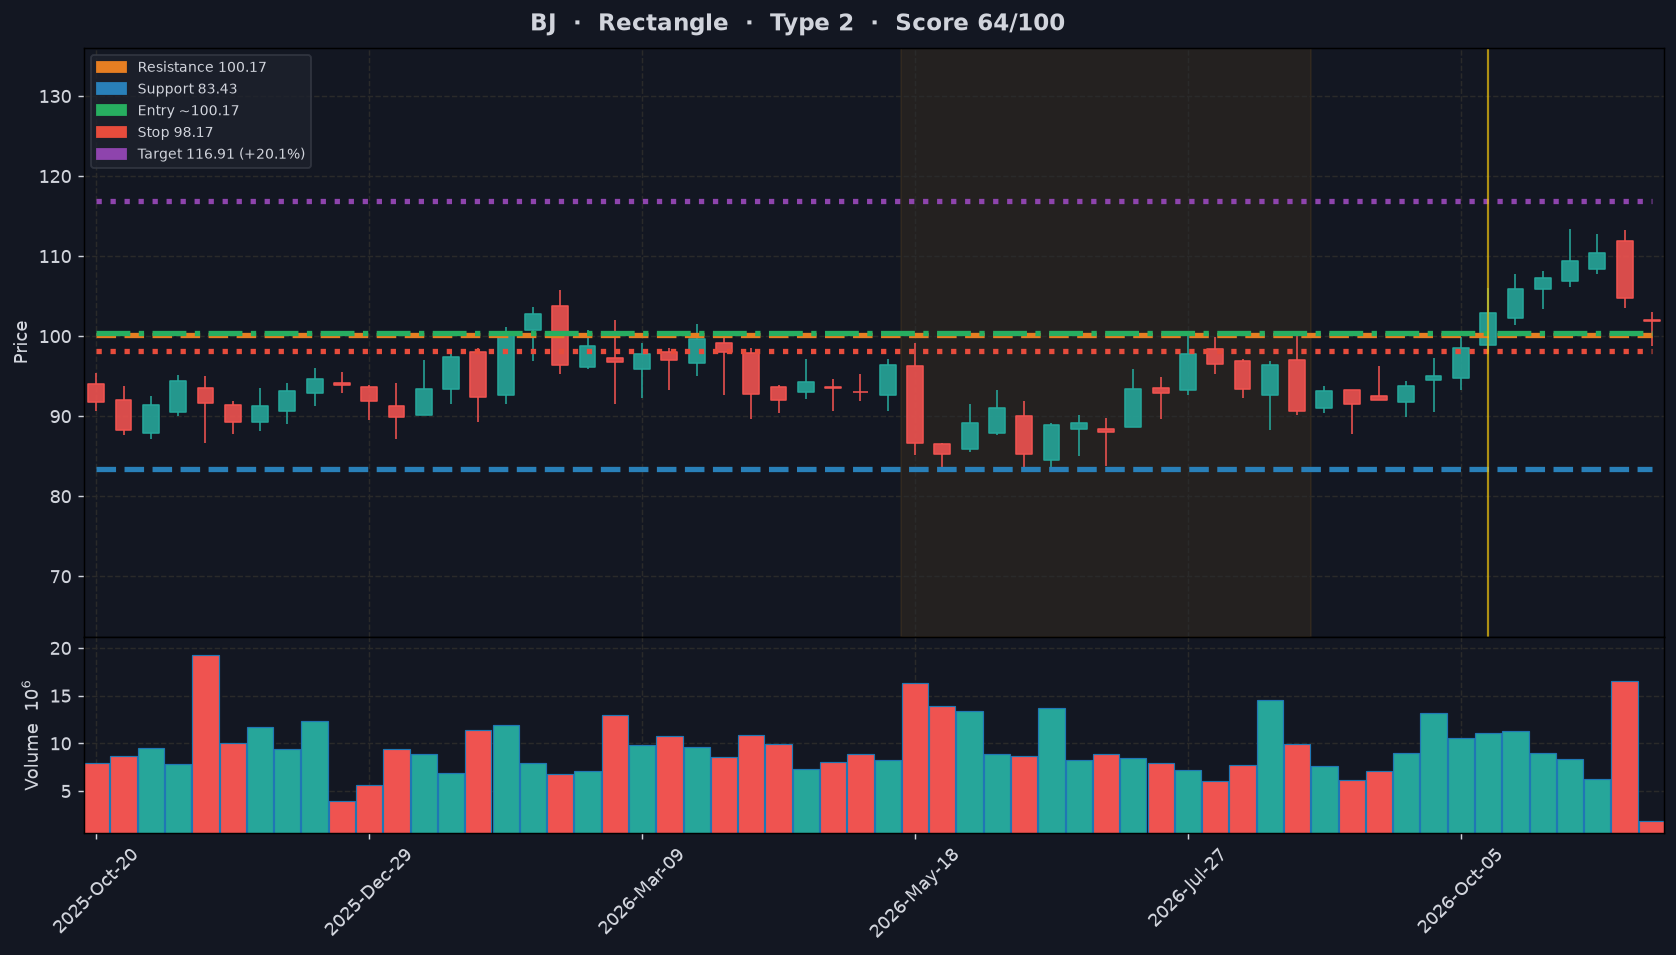 BJ · Rectangle · Type 2 · Score 64/100
Resistance 100.17
Support 83.43
Entry ~100.17
Stop 98.17
Target 116.91 (+20.1%)
130
120
110
100
90
80
70
Price
20
15
10
5
Volume 10⁶
2025-Oct-20
2025-Dec-29
2026-Mar-09
2026-May-18
2026-Jul-27
2026-Oct-05